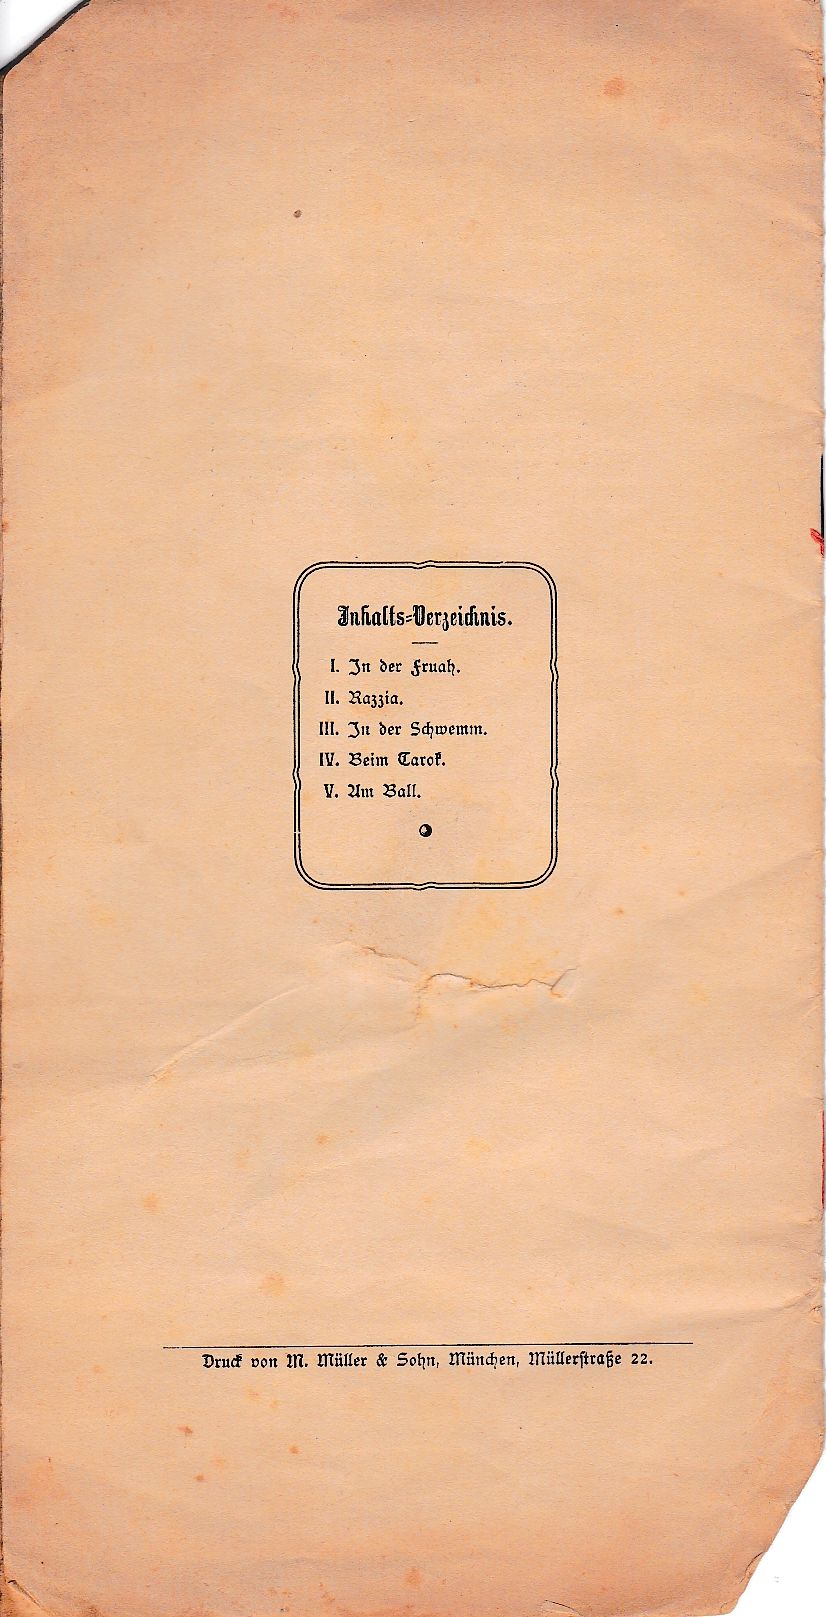 Inhalts-Verzeichnis.
I. In der Fruah.
II. Razzia.
III. In der Schwemm.
IV. Beim Tarok.
V. Am Ball.
Druck von M. Müller & Sohn, München, Müllerstraße 22.